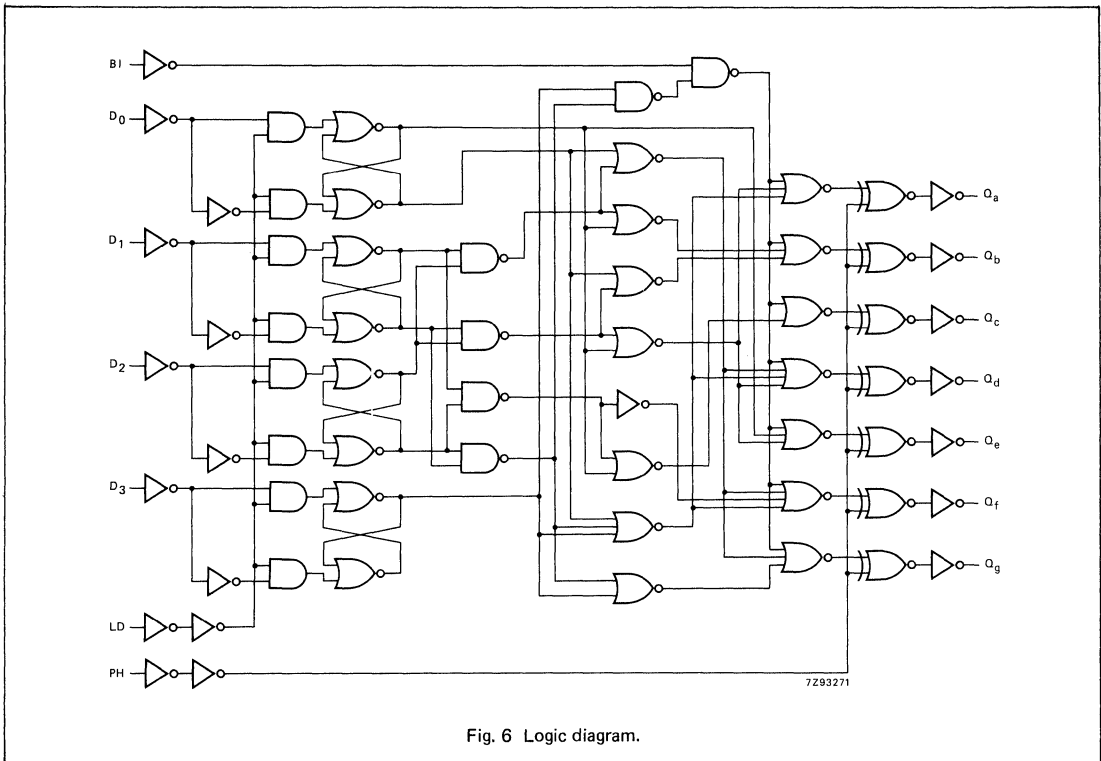 BI
D0
D1
D2
D3
LD
PH
Qa
Qb
Qc
Qd
Qe
Qf
Qg
7Z93271
Fig. 6 Logic diagram.